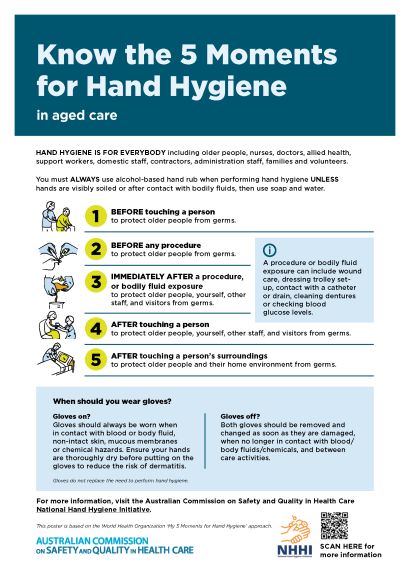 Know the 5 Moments
for Hand Hygiene
in aged care
HAND HYGIENE IS FOR EVERYBODY including older people, nurses, doctors, allied health,
support workers, domestic staff, contractors, administration staff, families and volunteers.
You must ALWAYS use alcohol-based hand rub when performing hand hygiene UNLESS
hands are visibly soiled or after contact with bodily fluids, then use soap and water.
1 BEFORE touching a person
to protect older people from germs.
2 BEFORE any procedure
to protect older people from germs.
3 IMMEDIATELY AFTER a procedure,
or bodily fluid exposure
to protect older people, yourself, other
staff, and visitors from germs.
i
A procedure or bodily fluid
exposure can include wound
care, dressing trolley set-
up, contact with a catheter
or drain, cleaning dentures
or checking blood
glucose levels.
4 AFTER touching a person
to protect older people, yourself, other staff, and visitors from germs.
5 AFTER touching a person's surroundings
to protect older people and their home environment from germs.
When should you wear gloves?
Gloves on?
Gloves should always be worn when
in contact with blood or body fluid,
non-intact skin, mucous membranes
or chemical hazards. Ensure your hands
are thoroughly dry before putting on the
gloves to reduce the risk of dermatitis.
Gloves do not replace the need to perform hand hygiene.
Gloves off?
Both gloves should be removed and
changed as soon as they are damaged,
when no longer in contact with blood/
body fluids/chemicals, and between
care activities.
For more information, visit the Australian Commission on Safety and Quality in Health Care
National Hand Hygiene Initiative.
This poster is based on the World Health Organization 'My 5 Moments for Hand Hygiene' approach.
AUSTRALIAN COMMISSION
ON SAFETY AND QUALITY IN HEALTH CARE
NHHI
SCAN HERE for
more information